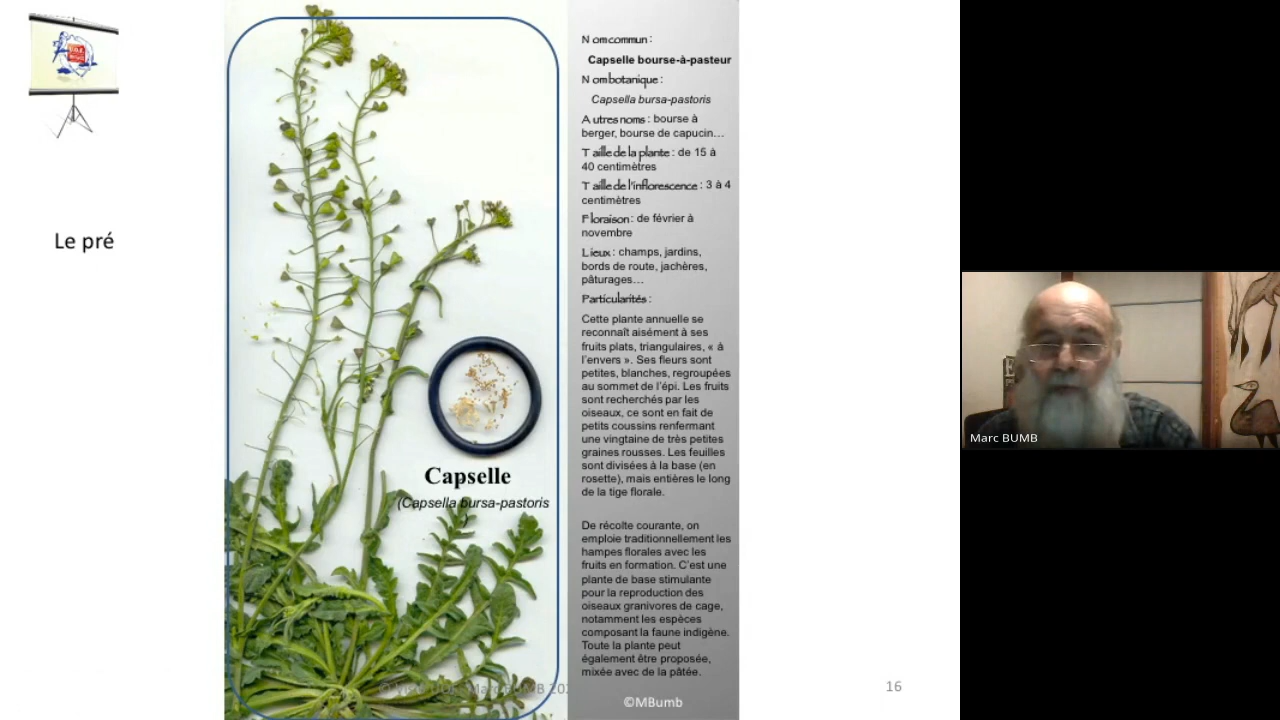 Le pré
Capselle
(Capsella bursa-pastoris
)
Nom commun :
Capselle bourse-à-pasteur
Nom botanique :
Capsella bursa-pastoris
Autres noms : bourse à
berger, bourse de capucin…
Taille de la plante : de 15 à
40 centimètres
Taille de l'inflorescence : 3 à 4
centimètres
Floraison : de février à
novembre
Lieux : champs, jardins,
bords de route, jachères,
pâturages…
Particularités :
Cette plante annuelle se
reconnaît aisément à ses
fruits plats, triangulaires, « à
l'envers ». Ses fleurs sont
petites, blanches, regroupées
au sommet de l'épi. Les fruits
sont recherchés par les
oiseaux, ce sont en fait de
petits coussins renfermant
une vingtaine de très petites
graines rousses. Les feuilles
sont divisées à la base (en
rosette), mais entières le long
de la tige florale.
De récolte courante, on
emploie traditionnellement les
hampes florales avec les
fruits en formation. C'est une
plante de base stimulante
pour la reproduction des
oiseaux granivores de cage,
notamment les espèces
composant la faune indigène.
Toute la plante peut
également être proposée,
mixée avec de la pâtée.
©MBumb
Marc BUMB
16